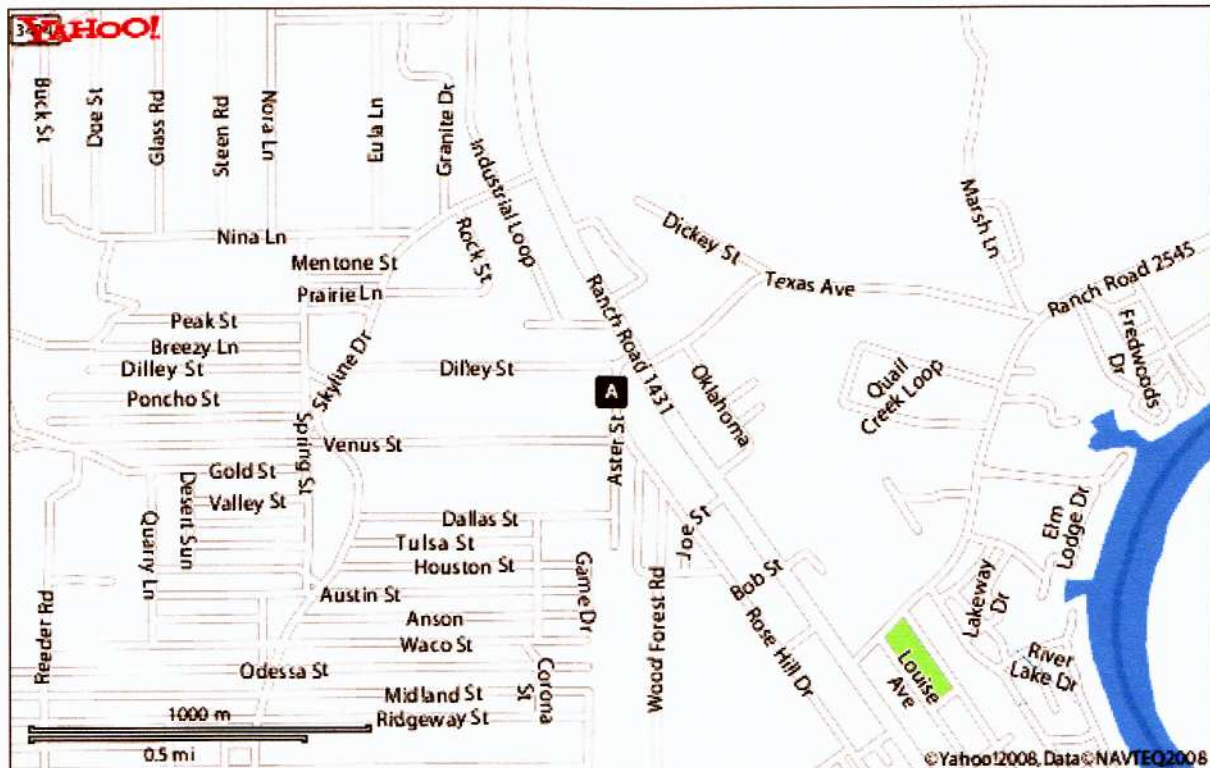 YAHOO!
Buck St
Due St
Glass Rd
Steen Rd
Nora Ln
Eula Ln
Granite Dr
Industrial Loop
Rock St
Nina Ln
Mentone St
Prairie Ln
Peak St
Breezy Ln
Dilley St
Poncho St
Skyline Dr
Dilley St
Ranch Road 1431
Dickey St
Texas Ave
Marsh Ln
Ranch Road 2545
Fredwoods
Dr
Quail
Creek Loop
Oklahoma
A
Aster St
Spring St
Venus St
Gold St
Valley St
Desert Sun
Quarry Ln
Reeder Rd
Dallas St
Tulsa St
Houston St
Austin St
Anson
Waco St
Odessa St
Midland St
Ridgeway St
Game Dr
Corona
St
Wood Forest Rd
Joe St
Bob St
Rose Hill Dr
Elm
Lodge Dr
Lakeway
Dr
River
Lake Dr
Louise
Ave
1000 m
0.5 mi
©Yahoo!2008, Data©NAVTEQ2008